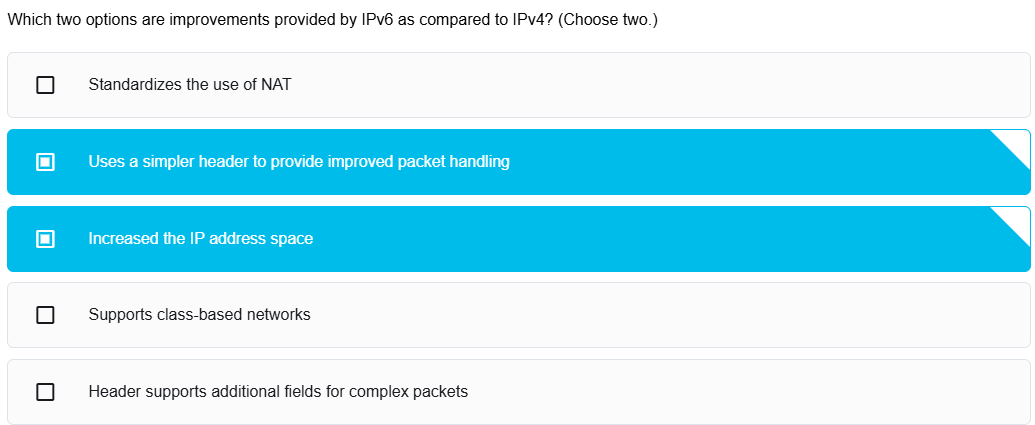 Which two options are improvements provided by IPv6 as compared to IPv4? (Choose two.)
Standardizes the use of NAT
Uses a simpler header to provide improved packet handling
Increased the IP address space
Supports class-based networks
Header supports additional fields for complex packets